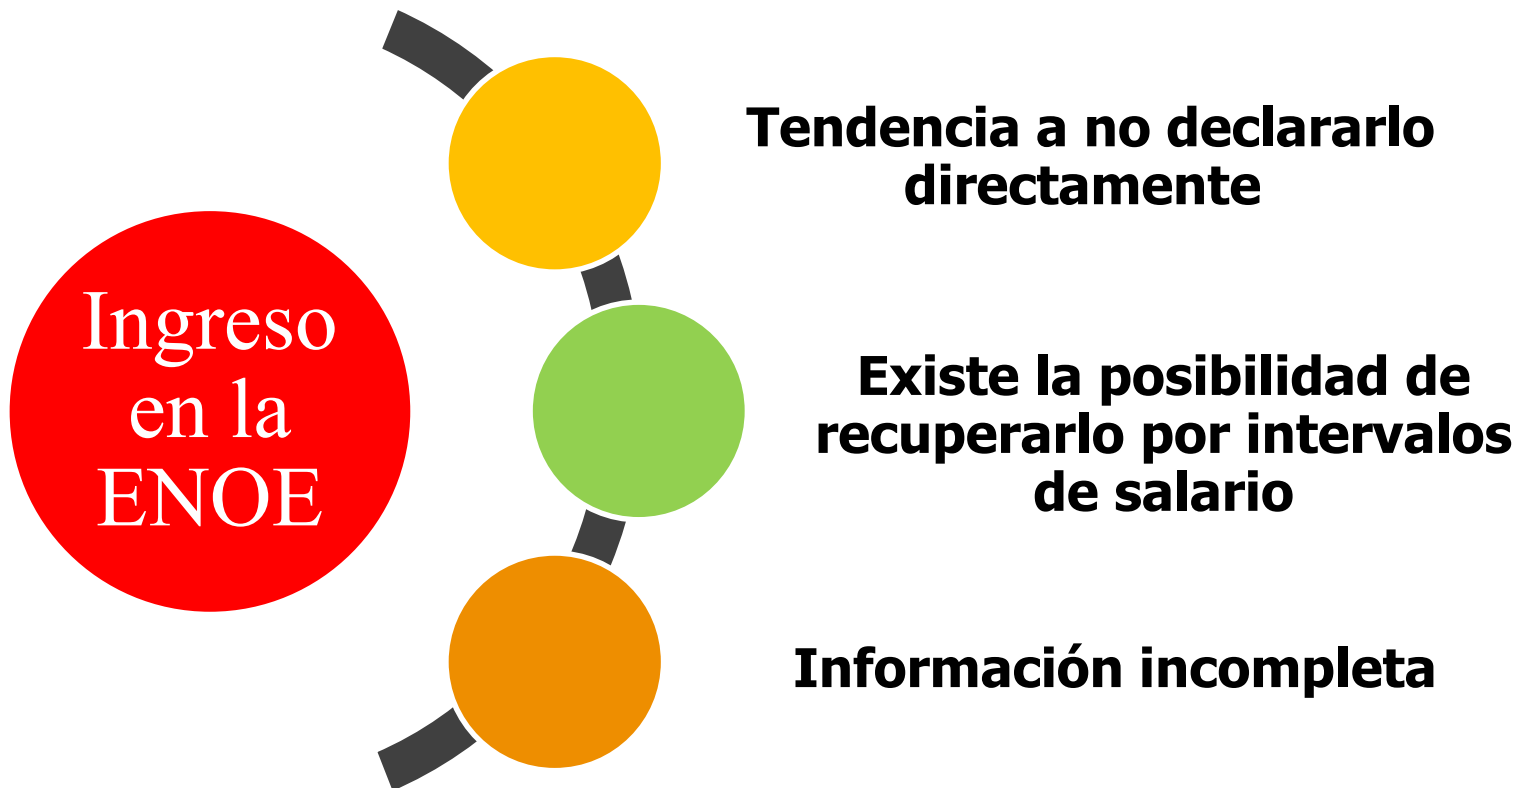 Ingreso
en la
ENOE
Tendencia a no declararlo
directamente
Existe la posibilidad de
recuperarlo por intervalos
de salario
Información incompleta